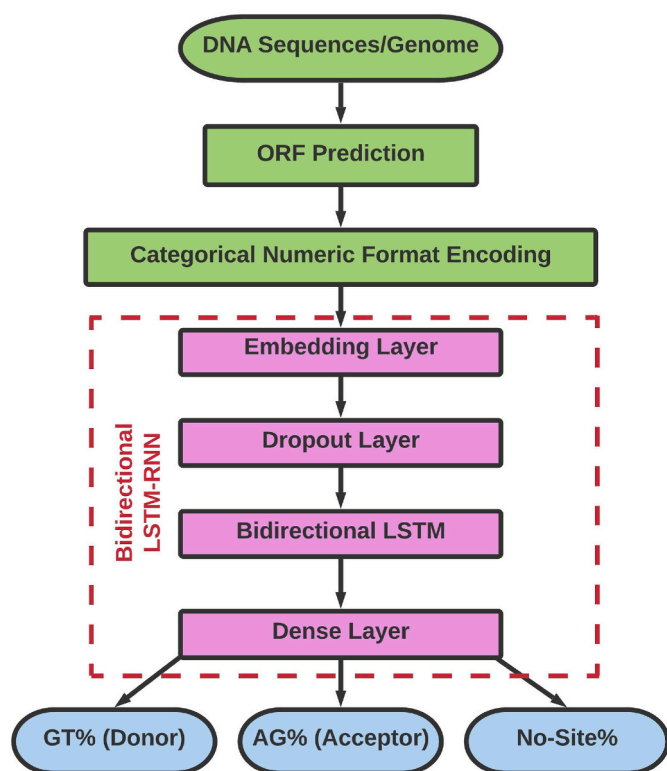 DNA Sequences/Genome
ORF Prediction
Categorical Numeric Format Encoding
Bidirectional
LSTM-RNN
Embedding Layer
Dropout Layer
Bidirectional LSTM
Dense Layer
GT% (Donor)
AG% (Acceptor)
No-Site%